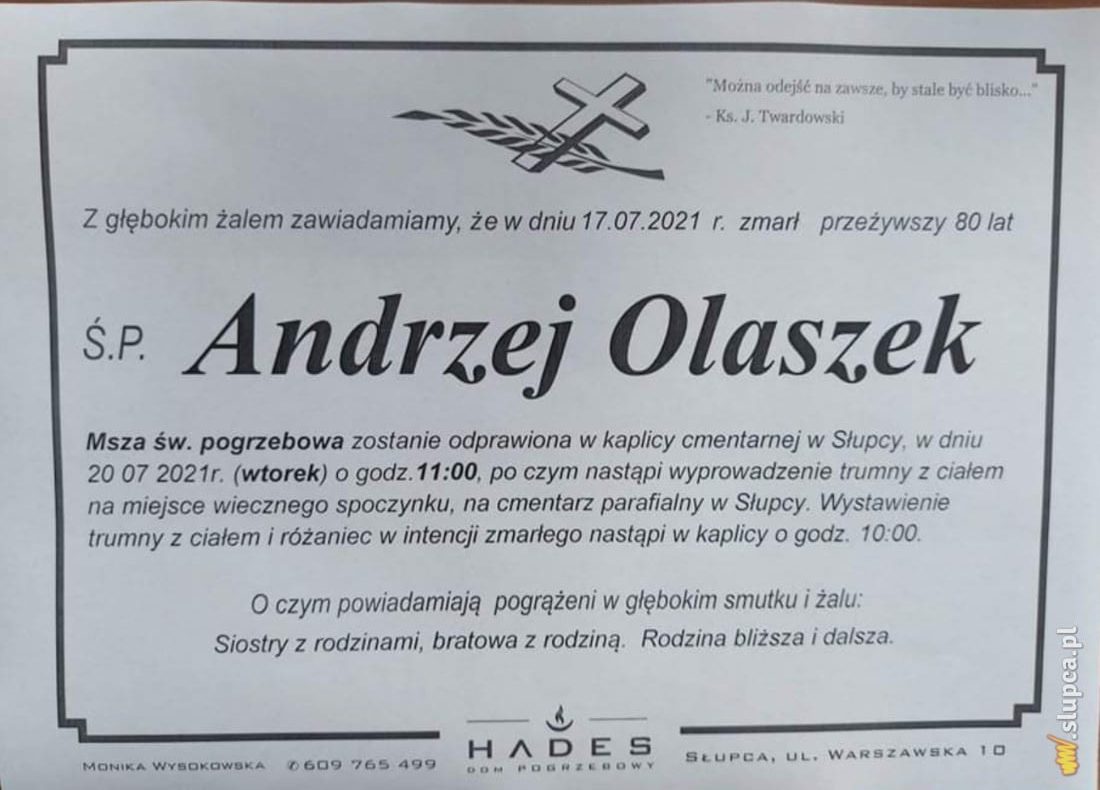 "Można odejść na zawsze, by stale być blisko..."
- Ks. J. Twardowski
Z głębokim żalem zawiadamiamy, że w dniu 17.07.2021 r. zmarł przeżywszy 80 lat
Ś.P. Andrzej Olaszek
Msza św. pogrzebowa zostanie odprawiona w kaplicy cmentarnej w Słupcy, w dniu
20 07 2021r. (wtorek) o godz.11:00, po czym nastąpi wyprowadzenie trumny z ciałem
na miejsce wiecznego spoczynku, na cmentarz parafialny w Słupcy. Wystawienie
trumny z ciałem i różaniec w intencji zmarłego nastąpi w kaplicy o godz. 10:00.
O czym powiadamiają pogrążeni w głębokim smutku i żalu:
Siostry z rodzinami, bratowa z rodziną. Rodzina bliższa i dalsza.
MONIKA WYSOKOWSKA ✆609 765 499
HADES
DOM POGRZEBOWY
SŁUPCA, UL. WARSZAWSKA 10
www.slupca.pl